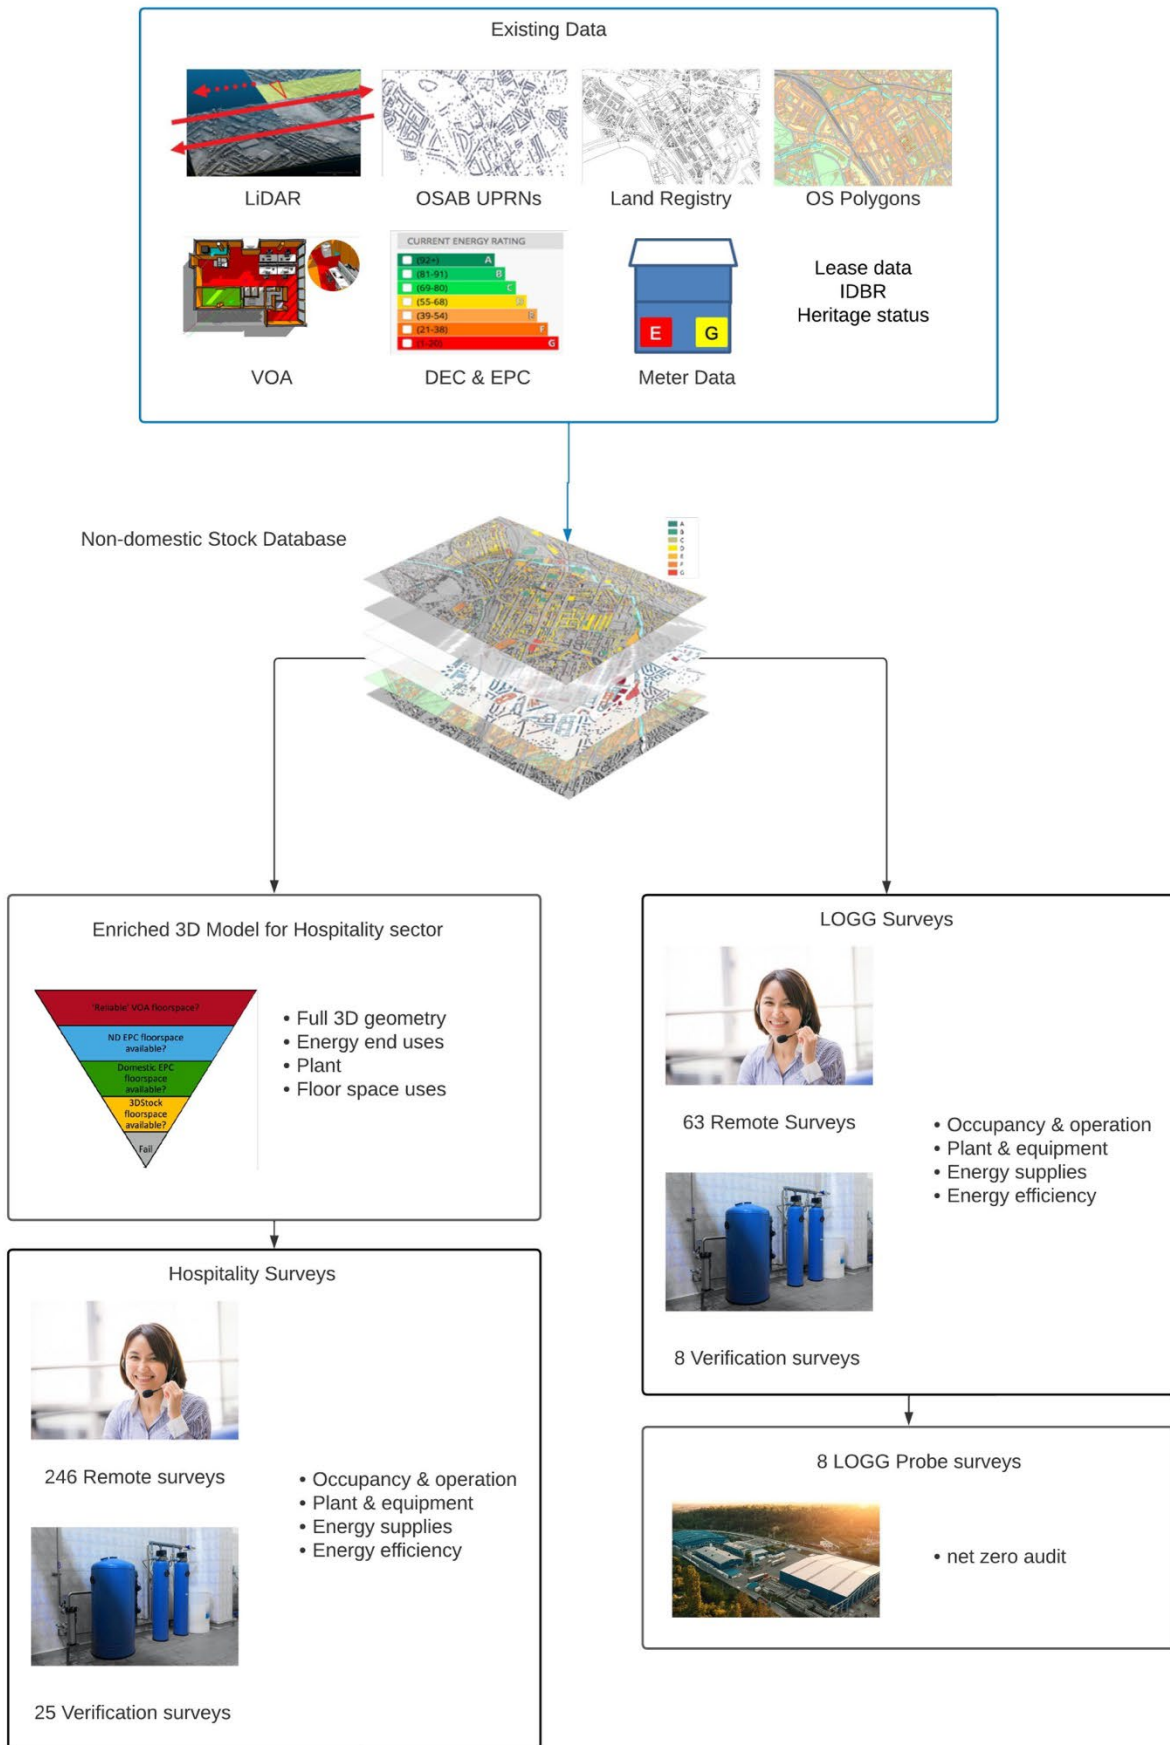 Existing Data
LiDAR
OSAB UPRNs
Land Registry
OS Polygons
CURRENT ENERGY RATING
(92+) A
(81-91) B
(69-80) C
(55-68) D
(39-54) E
(21-38) F
(1-20) G
E G
Lease data
IDBR
Heritage status
VOA
DEC & EPC
Meter Data
Non-domestic Stock Database
A
B
C
D
E
F
G
Enriched 3D Model for Hospitality sector
'Reliable' VOA floorspace?
ND EPC floorspace
available?
Domestic EPC
floorspace
available?
3DStock
floorspace
available?
Fail
• Full 3D geometry
• Energy end uses
• Plant
• Floor space uses
Hospitality Surveys
246 Remote surveys
• Occupancy & operation
• Plant & equipment
• Energy supplies
• Energy efficiency
25 Verification surveys
LOGG Surveys
63 Remote Surveys
• Occupancy & operation
• Plant & equipment
• Energy supplies
• Energy efficiency
8 Verification surveys
8 LOGG Probe surveys
• net zero audit